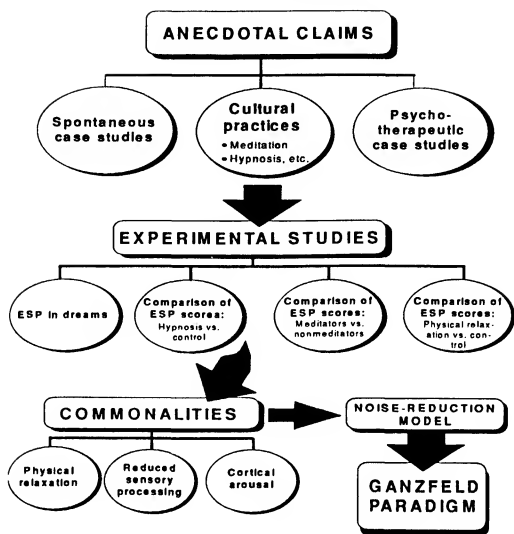 ANECDOTAL CLAIMS
Spontaneous
case studies
Cultural
practices
• Meditation
• Hypnosis, etc.
Psycho-
therapeutic
case studies
EXPERIMENTAL STUDIES
ESP in dreams
Comparison of
ESP scores:
Hypnosis vs.
control
Comparison of
ESP scores:
Meditators vs.
nonmeditators
Comparison of
ESP scores:
Physical relax-
ation vs. con-
trol
COMMONALITIES
NOISE-REDUCTION
MODEL
Physical
relaxation
Reduced
sensory
processing
Cortical
arousal
GANZFELD
PARADIGM